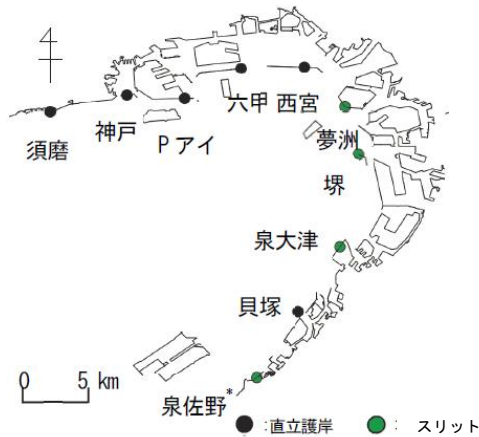 六甲 西宮
神戸
Pアイ
須磨
夢洲
堺
泉大津
貝塚
0 5 km
泉佐野*
●:直立護岸 ●: スリット